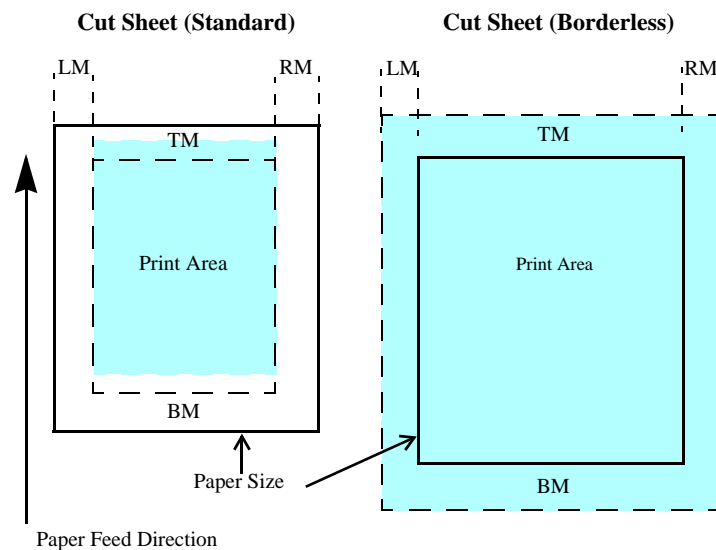 Cut Sheet (Standard)
Cut Sheet (Borderless)
LM
RM
LM
RM
TM
TM
Print Area
Print Area
BM
BM
Paper Size
Paper Feed Direction